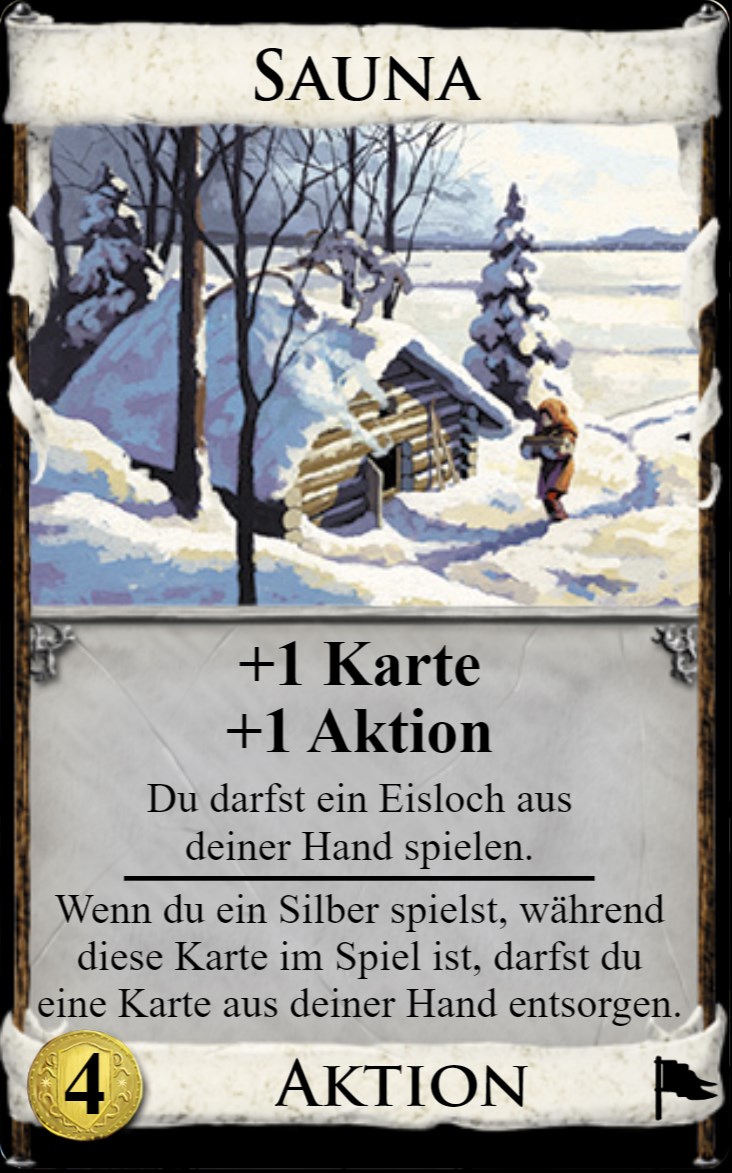 Sauna
+1 Karte
+1 Aktion
Du darfst ein Eisloch aus
deiner Hand spielen.
Wenn du ein Silber spielst, während
diese Karte im Spiel ist, darfst du
eine Karte aus deiner Hand entsorgen.
4
Aktion